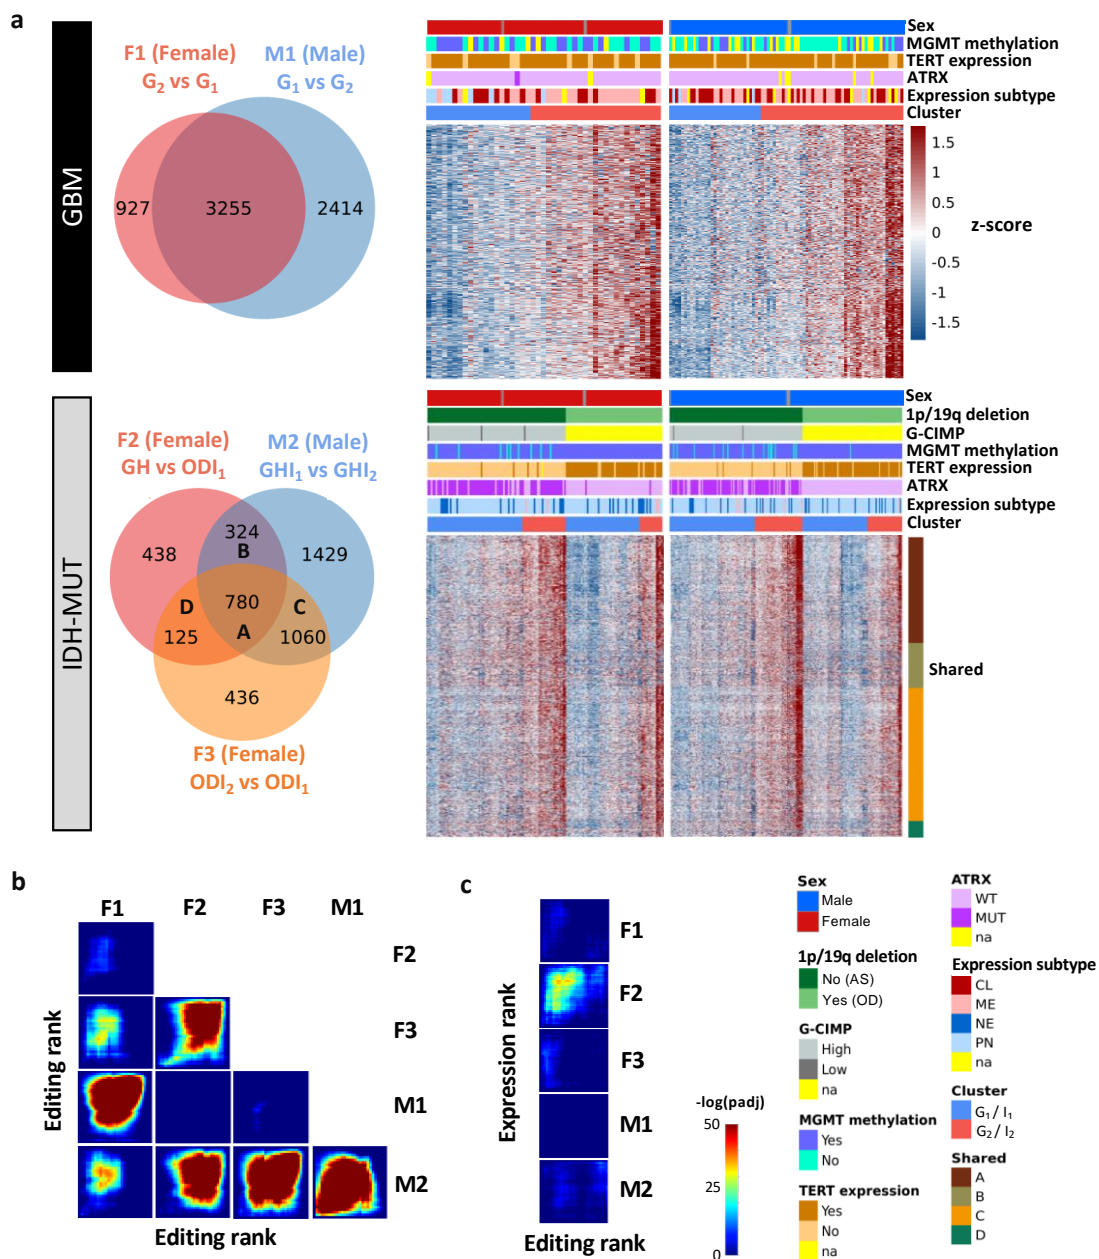 a
F1 (Female)
G2 vs G1
M1 (Male)
G1 vs G2
GBM
927
3255
2414
Sex
MGMT methylation
TERT expression
ATRX
Expression subtype
Cluster
1.5
1
0.5
0
-0.5
-1
-1.5
z-score
IDH-MUT
F2 (Female)
GH vs ODI1
M2 (Male)
GHI1 vs GHI2
438
324
B
1429
D
780
C
125
A
1060
436
F3 (Female)
ODI2 vs ODI1
Sex
1p/19q deletion
G-CIMP
MGMT methylation
TERT expression
ATRX
Expression subtype
Cluster
Shared
b
F1
F2
F3
M1
F2
F3
M1
M2
Editing rank
Editing rank
c
F1
F2
F3
M1
M2
Expression rank
Editing rank
-log(padj)
50
25
0
Sex
Male
Female
1p/19q deletion
No (AS)
Yes (OD)
G-CIMP
High
Low
na
MGMT methylation
Yes
No
TERT expression
Yes
No
na
ATRX
WT
MUT
na
Expression subtype
CL
ME
NE
PN
na
Cluster
G1/ I1
G2/ I2
Shared
A
B
C
D